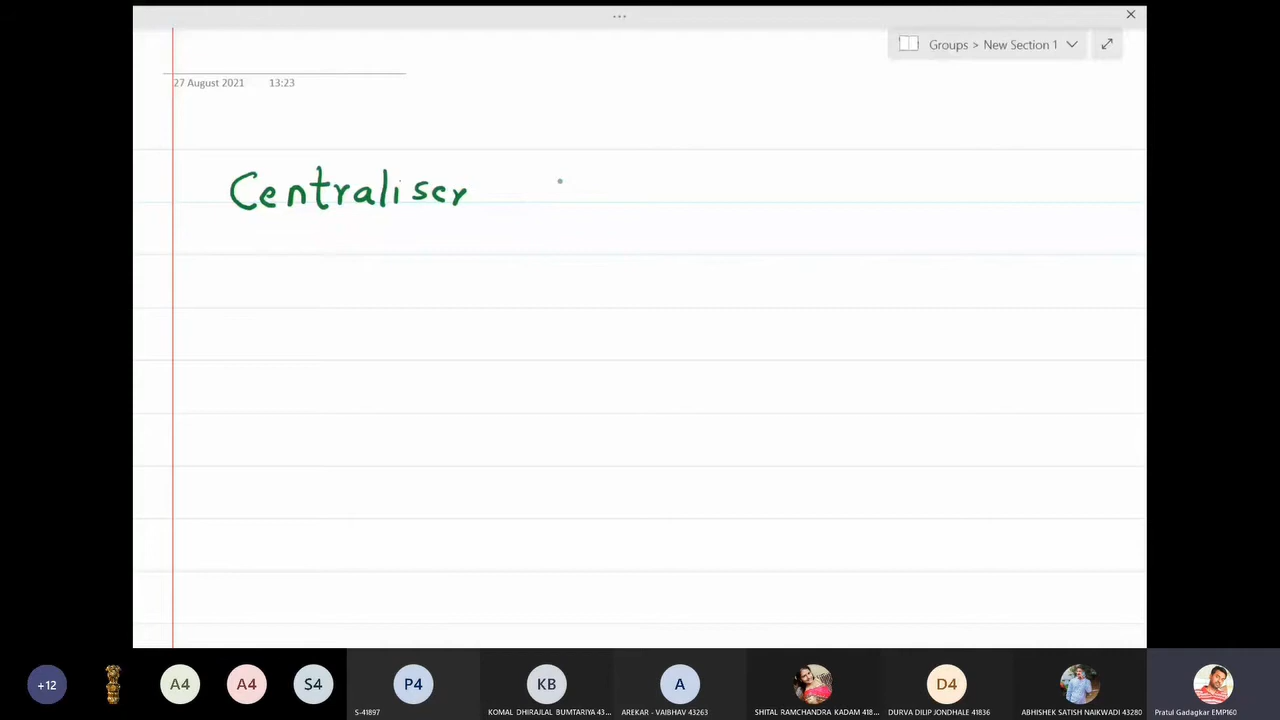 Groups > New Section 1
27 August 2021 13:23
Centraliser
+12 A4 A4 S4 P4 KB A D4
S-41897 KOMAL DHIRAJLAL BUMTARIYA 43... AREKAR - VAIBHAV 43263 SHITAL RAMCHANDRA KADAM 418... DURVA DILIP JONDHALE 41836 ABHISHEK SATISH NAIKWADI 43280 Pratul Gadagkar EMP160